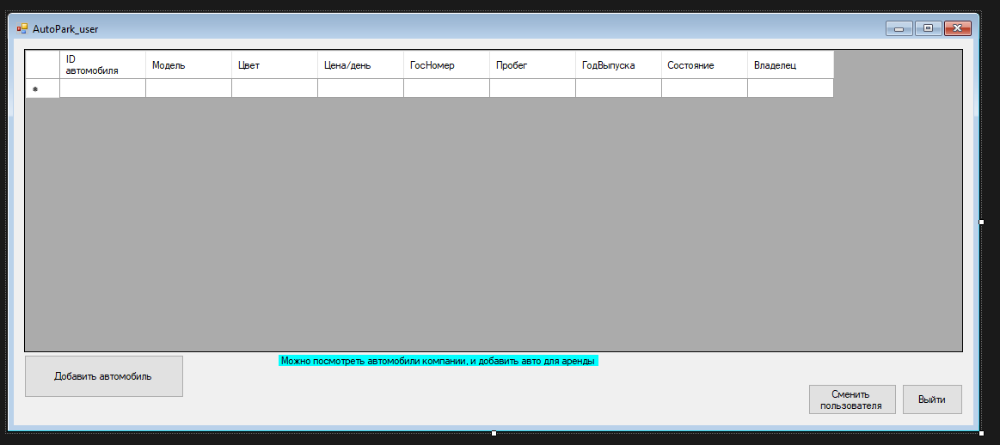 AutoPark_user
ID
автомобиля
Модель
Цвет
Цена/день
ГосНомер
Пробег
ГодВыпуска
Состояние
Владелец
Добавить автомобиль
Можно посмотреть автомобили компании, и добавить авто для аренды
Сменить
пользователя
Выйти